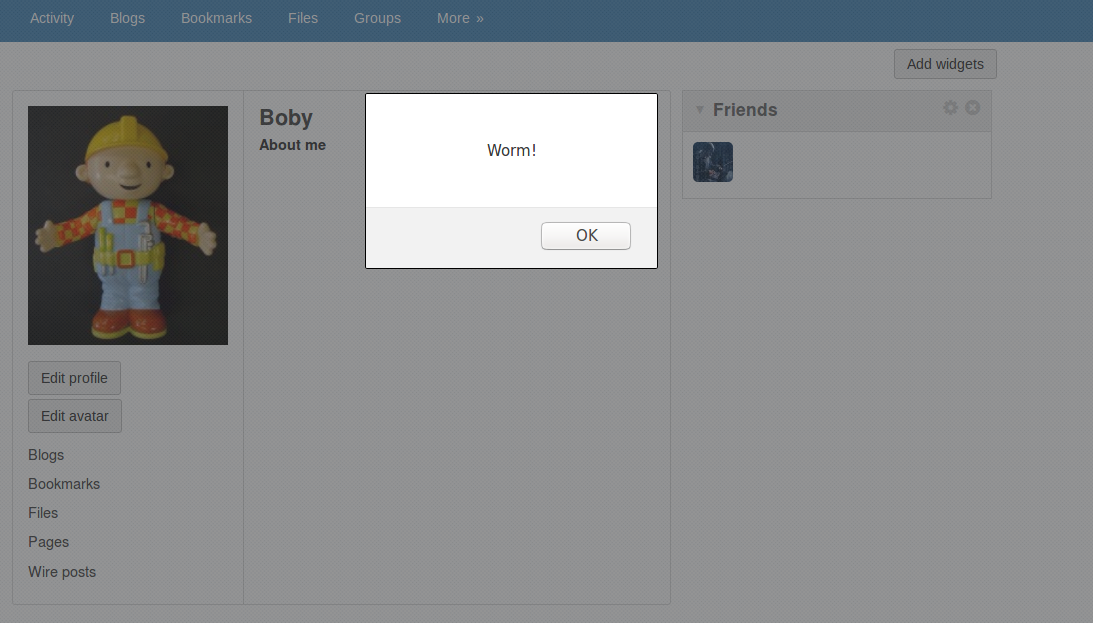 Activity Blogs Bookmarks Files Groups More »
Add widgets
Boby
About me
Worm!
OK
Friends
Edit profile
Edit avatar
Blogs
Bookmarks
Files
Pages
Wire posts